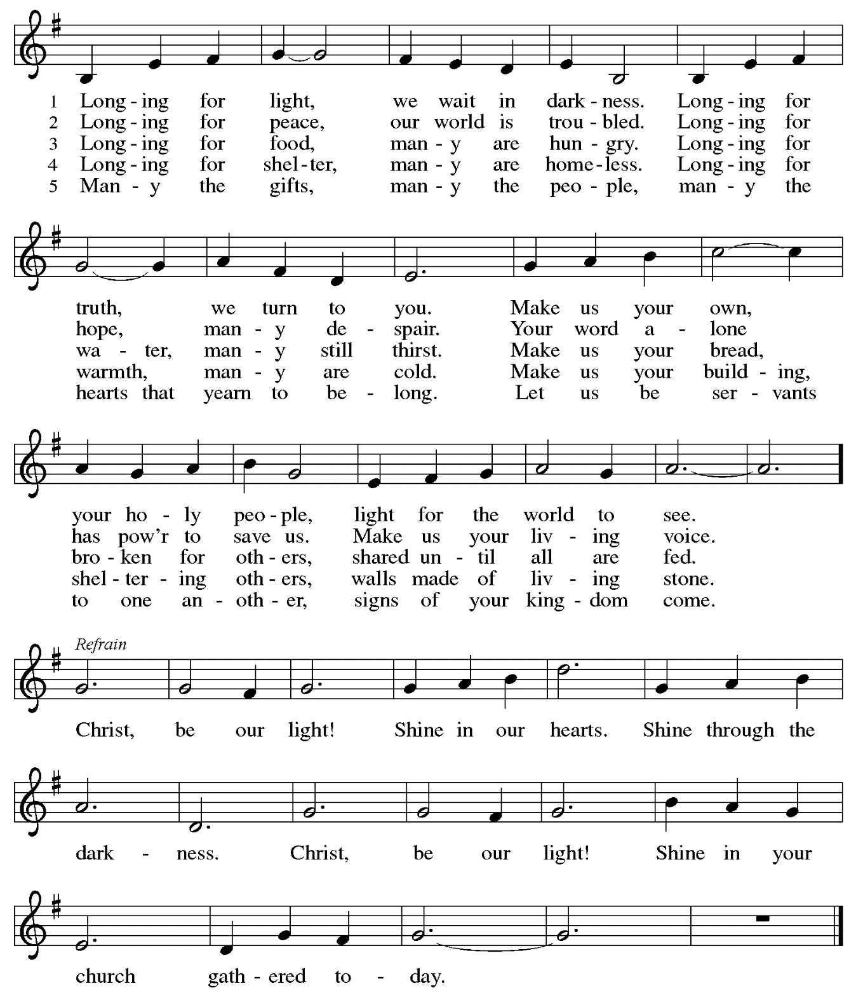 1 Long - ing for light, we wait in dark - ness. Long - ing for
2 Long - ing for peace, our world is trou - bled. Long - ing for
3 Long - ing for food, man - y are hun - gry. Long - ing for
4 Long - ing for shel - ter, man - y are home - less. Long - ing for
5 Man - y the gifts, man - y the peo - ple, man - y the
truth, we turn to you. Make us your own,
hope, man - y de - spair. Your word a - lone
wa - ter, man - y still thirst. Make us your bread,
warmth, man - y are cold. Make us your build - ing,
hearts that yearn to be - long. Let us be ser - vants
your ho - ly peo - ple, light for the world to see.
has pow'r to save us. Make us your liv - ing voice.
bro - ken for oth - ers, shared un - til all are fed.
shel - ter - ing oth - ers, walls made of liv - ing stone.
to one an - oth - er, signs of your king - dom come.
Refrain
Christ, be our light! Shine in our hearts. Shine through the
dark - ness. Christ, be our light! Shine in your
church gath - ered to - day.